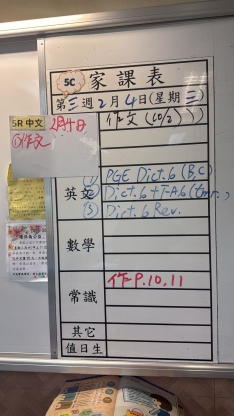 5C 家課表
第三週2月4日(星期三)
5R 中文 2月4日
①作文
作文(10/2)
英文
① PGE Dict.6 (B,C)
② Dict.6+T.A.6
③ Dict.6 Rev.
數學
常識 作P.10,11
其它
值日生